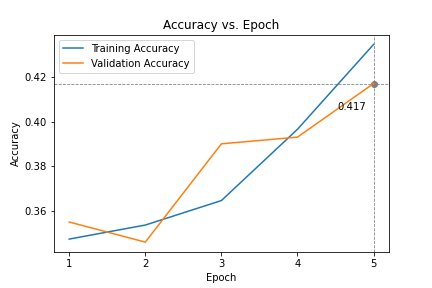 Accuracy vs. Epoch
Training Accuracy
Validation Accuracy
0.42
0.40
0.38
0.36
Accuracy
0.417
1
2
3
4
5
Epoch